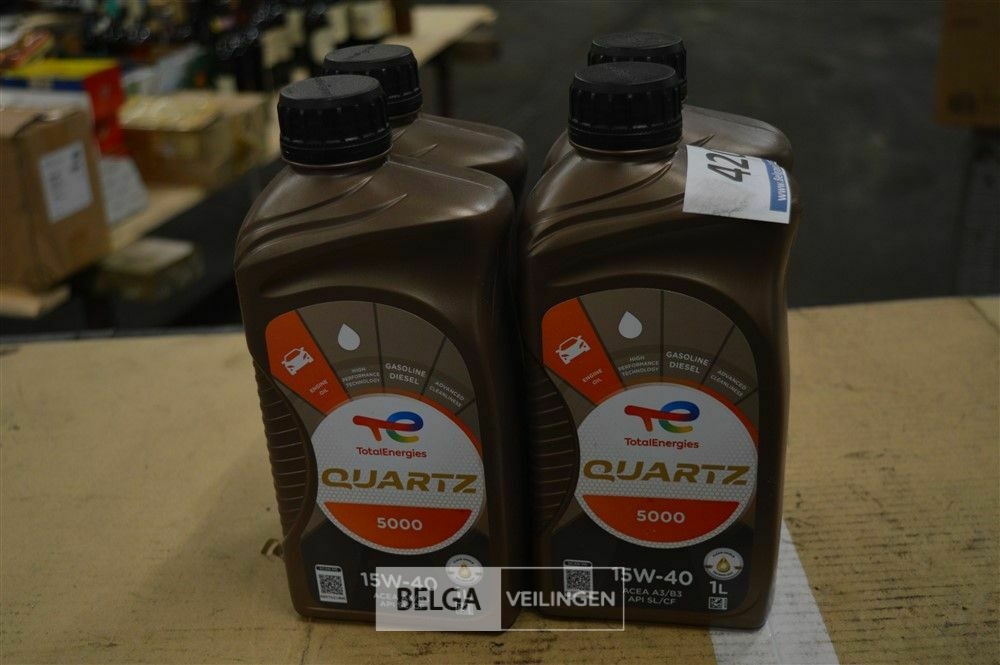 42
www.
ENGINE
OIL
HIGH
PERFORMANCE
TECHNOLOGY
GASOLINE
DIESEL
ADVANCED
CLEANLINESS
TotalEnergies
QUARTZ
5000
15W-40
ENGINE
OIL
HIGH
PERFORMANCE
TECHNOLOGY
GASOLINE
DIESEL
ADVANCED
CLEANLINESS
TotalEnergies
QUARTZ
5000
15W-40
1L
ACEA A3/B3
API SL/CF
BELGA VEILINGEN